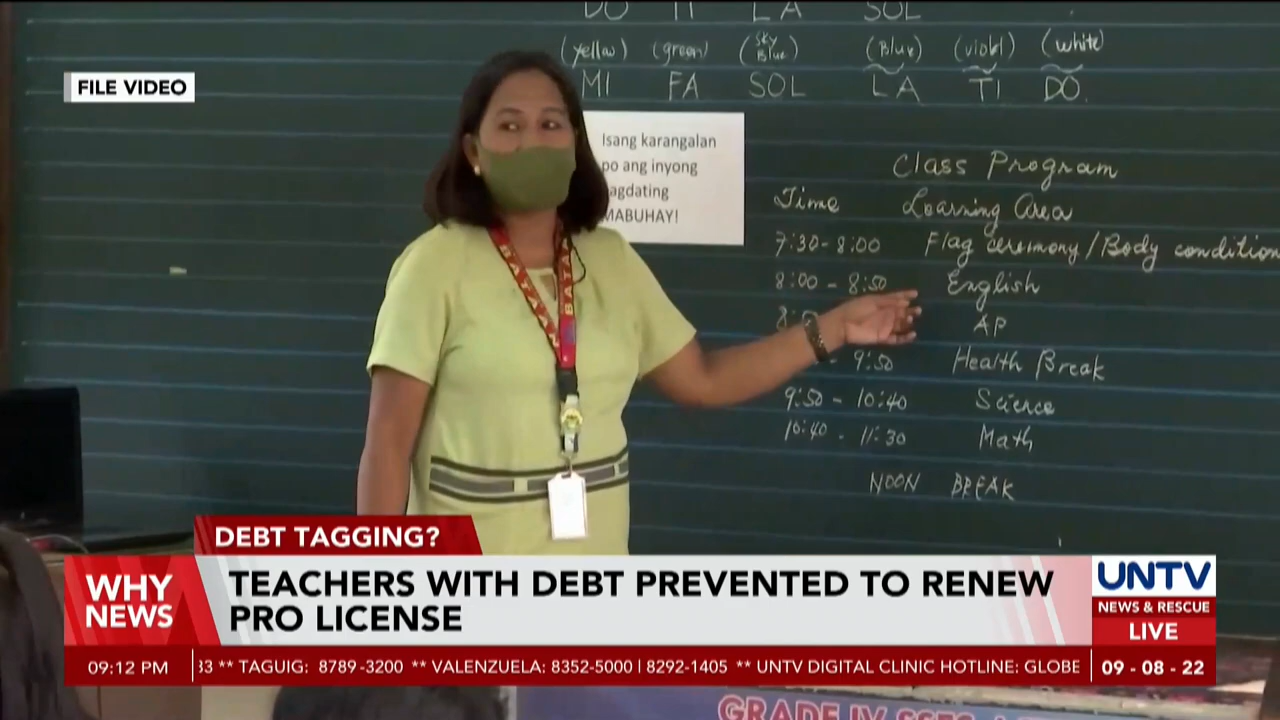 DO TI LA SOL
(yellow) (green) (sky Blue) (Blue) (violet) (white)
MI FA SOL LA TI DO
FILE VIDEO
Isang karangalan
po ang inyong
agdating
MABUHAY!
Class Program
Time Learning Area
7:30-8:00 Flag ceremony/Body condition
8:00 - 8:50 English
AP
- 9:50 Health Break
9:50 - 10:40 Science
10:40 - 11:30 Math
NOON BREAK
BATA BATA
DEBT TAGGING?
WHY NEWS
TEACHERS WITH DEBT PREVENTED TO RENEW
PRO LICENSE
UNTV
NEWS & RESCUE
LIVE
09:12 PM
33 ** TAGUIG: 8789-3200 ** VALENZUELA: 8352-5000 | 8292-1405 ** UNTV DIGITAL CLINIC HOTLINE: GLOBE
09 - 08 - 22
GRADE IV